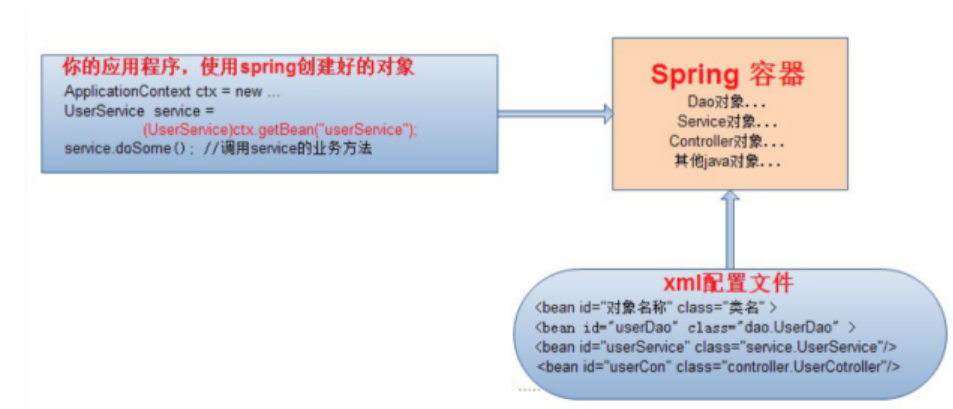 你的应用程序，使用spring创建好的对象
ApplicationContext ctx = new ...
UserService service =
(UserService)ctx.getBean("userService");
service.doSome(); //调用service的业务方法
Spring 容器
Dao对象...
Service对象...
Controller对象...
其他java对象...
xml配置文件
<bean id="对象名称" class="类名" >
<bean id="userDao" class="dao.UserDao" >
<bean id="userService" class="service.UserService"/>
<bean id="userCon" class="controller.UserCotroller"/>
.....